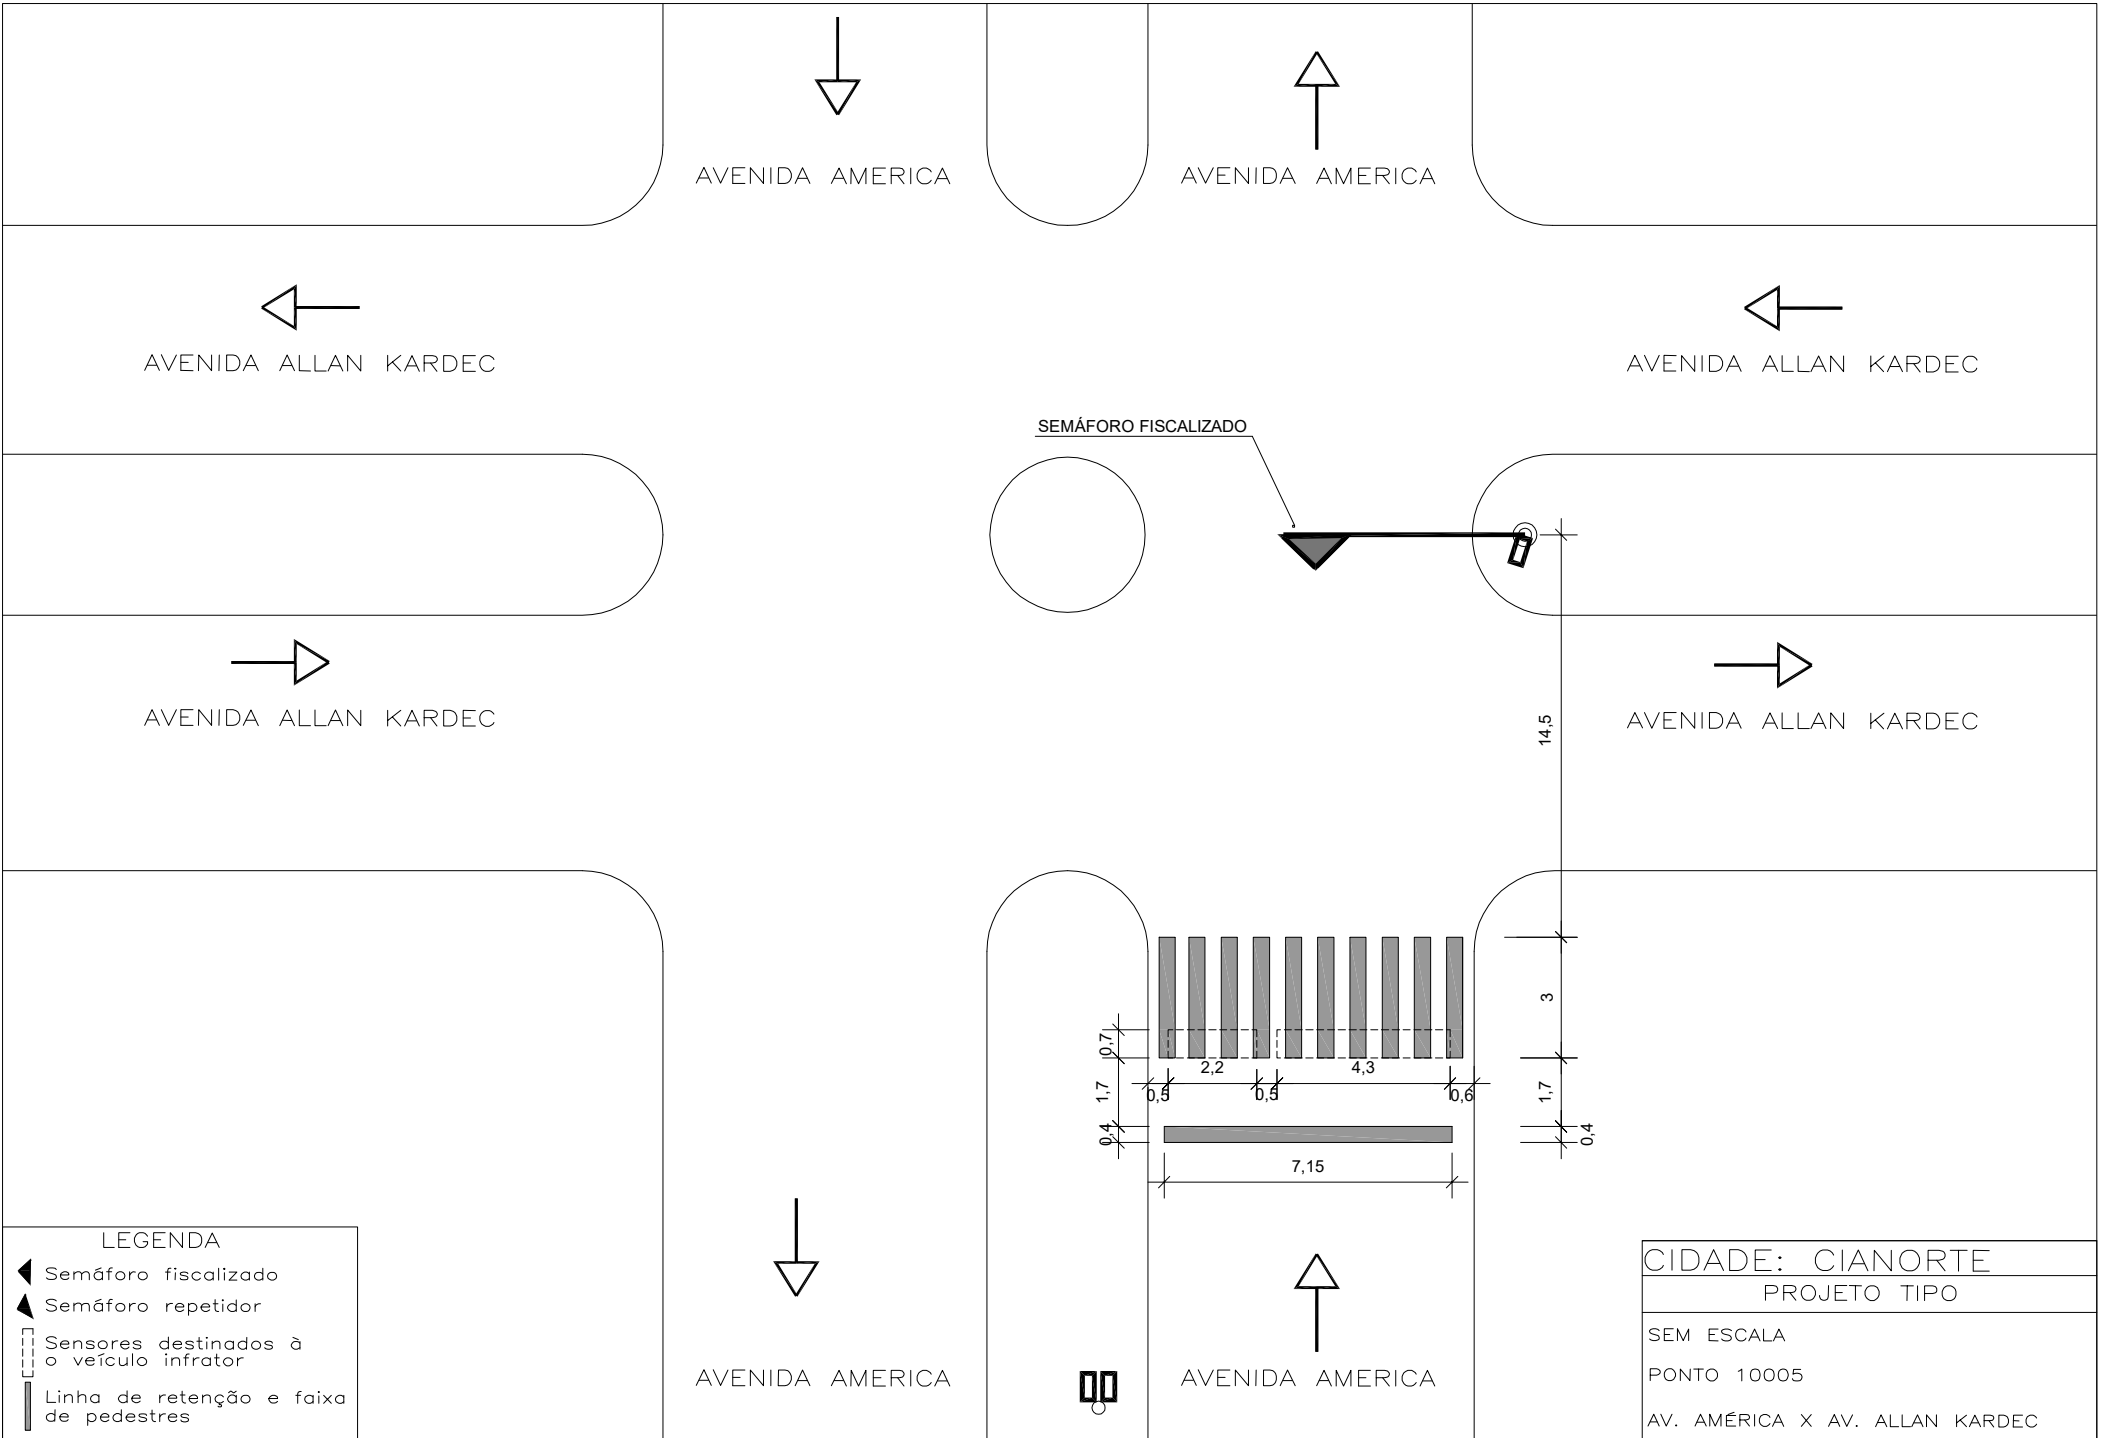 AVENIDA AMERICA
AVENIDA AMERICA
AVENIDA ALLAN KARDEC
AVENIDA ALLAN KARDEC
SEMÁFORO FISCALIZADO
AVENIDA ALLAN KARDEC
AVENIDA ALLAN KARDEC
14,5
3
0,7
2,2
4,3
1,7
0,5
0,5
0,6
1,7
0,4
0,4
7,15
LEGENDA
Semáforo fiscalizado
Semáforo repetidor
Sensores destinados à
o veículo infrator
Linha de retenção e faixa
de pedestres
AVENIDA AMERICA
AVENIDA AMERICA
CIDADE: CIANORTE
PROJETO TIPO
SEM ESCALA
PONTO 10005
AV. AMÉRICA X AV. ALLAN KARDEC